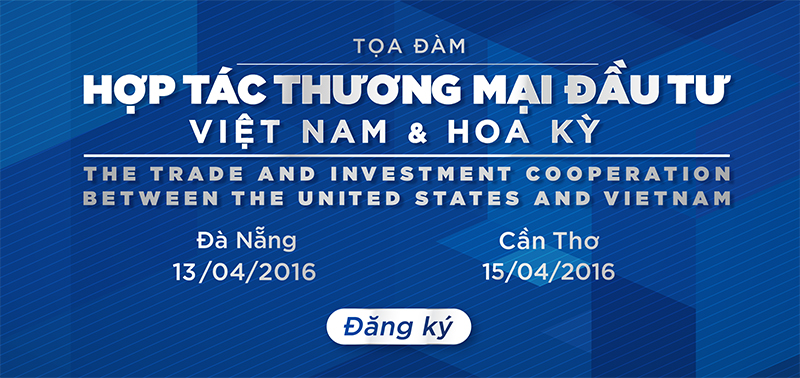 TỌA ĐÀM
HỢP TÁC THƯƠNG MẠI ĐẦU TƯ
VIỆT NAM & HOA KỲ
THE TRADE AND INVESTMENT COOPERATION
BETWEEN THE UNITED STATES AND VIETNAM
Đà Nẵng
13/04/2016
Cần Thơ
15/04/2016
Đăng ký